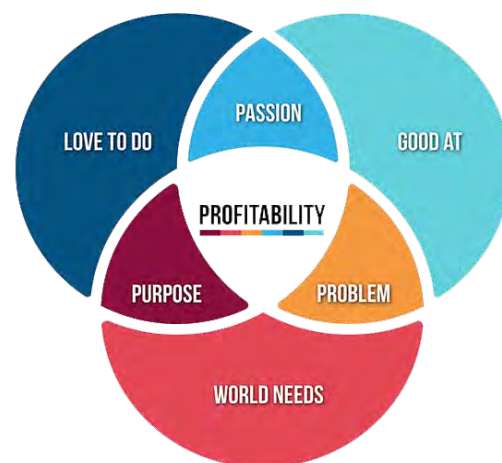 PASSION
LOVE TO DO
GOOD AT
PROFITABILITY
PURPOSE
PROBLEM
WORLD NEEDS